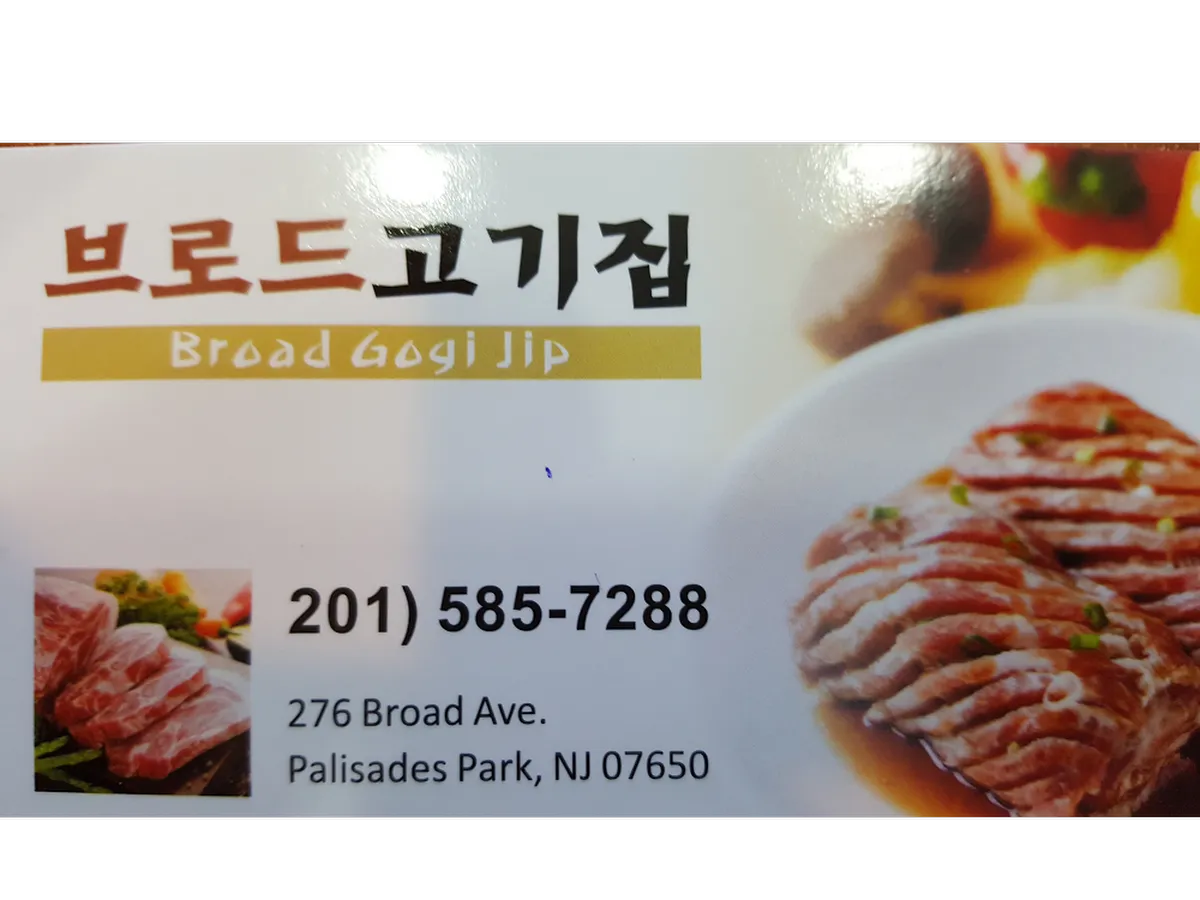 브로드고기집
Broad Gogi Jip
201) 585-7288
276 Broad Ave.
Palisades Park, NJ 07650